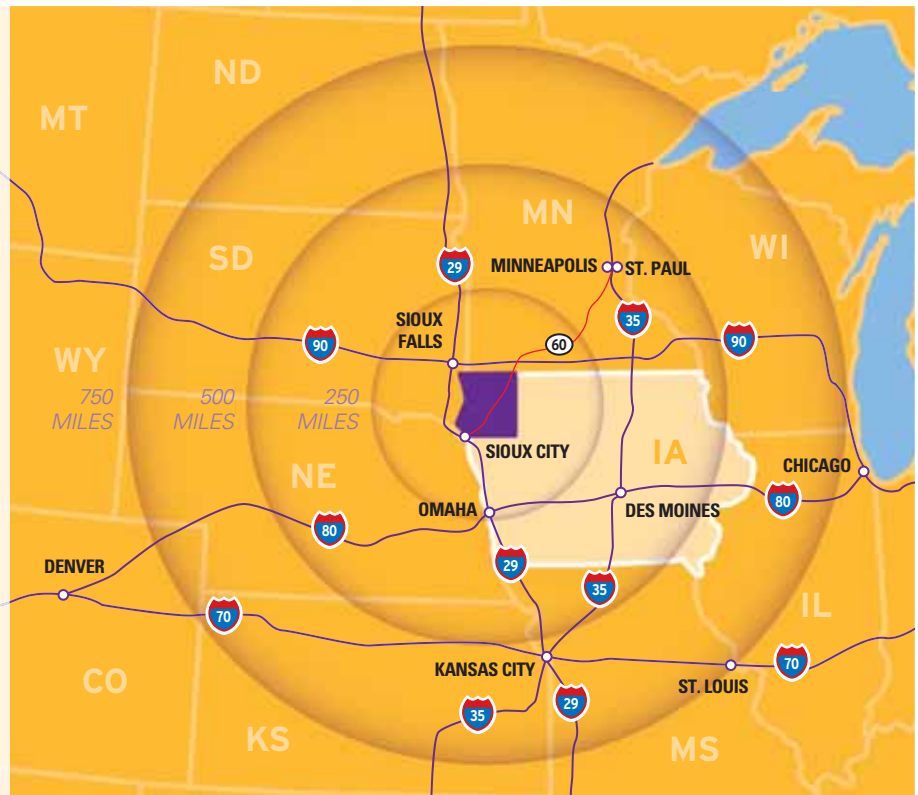 ND
MT
MN
WI
SD
29
MINNEAPOLIS
ST. PAUL
35
SIOUX
FALLS
60
90
90
WY
750
MILES
500
MILES
250
MILES
SIOUX CITY
IA
NE
CHICAGO
OMAHA
DES MOINES
80
80
DENVER
29
35
70
IL
KANSAS CITY
ST. LOUIS
70
CO
35
29
KS
MS